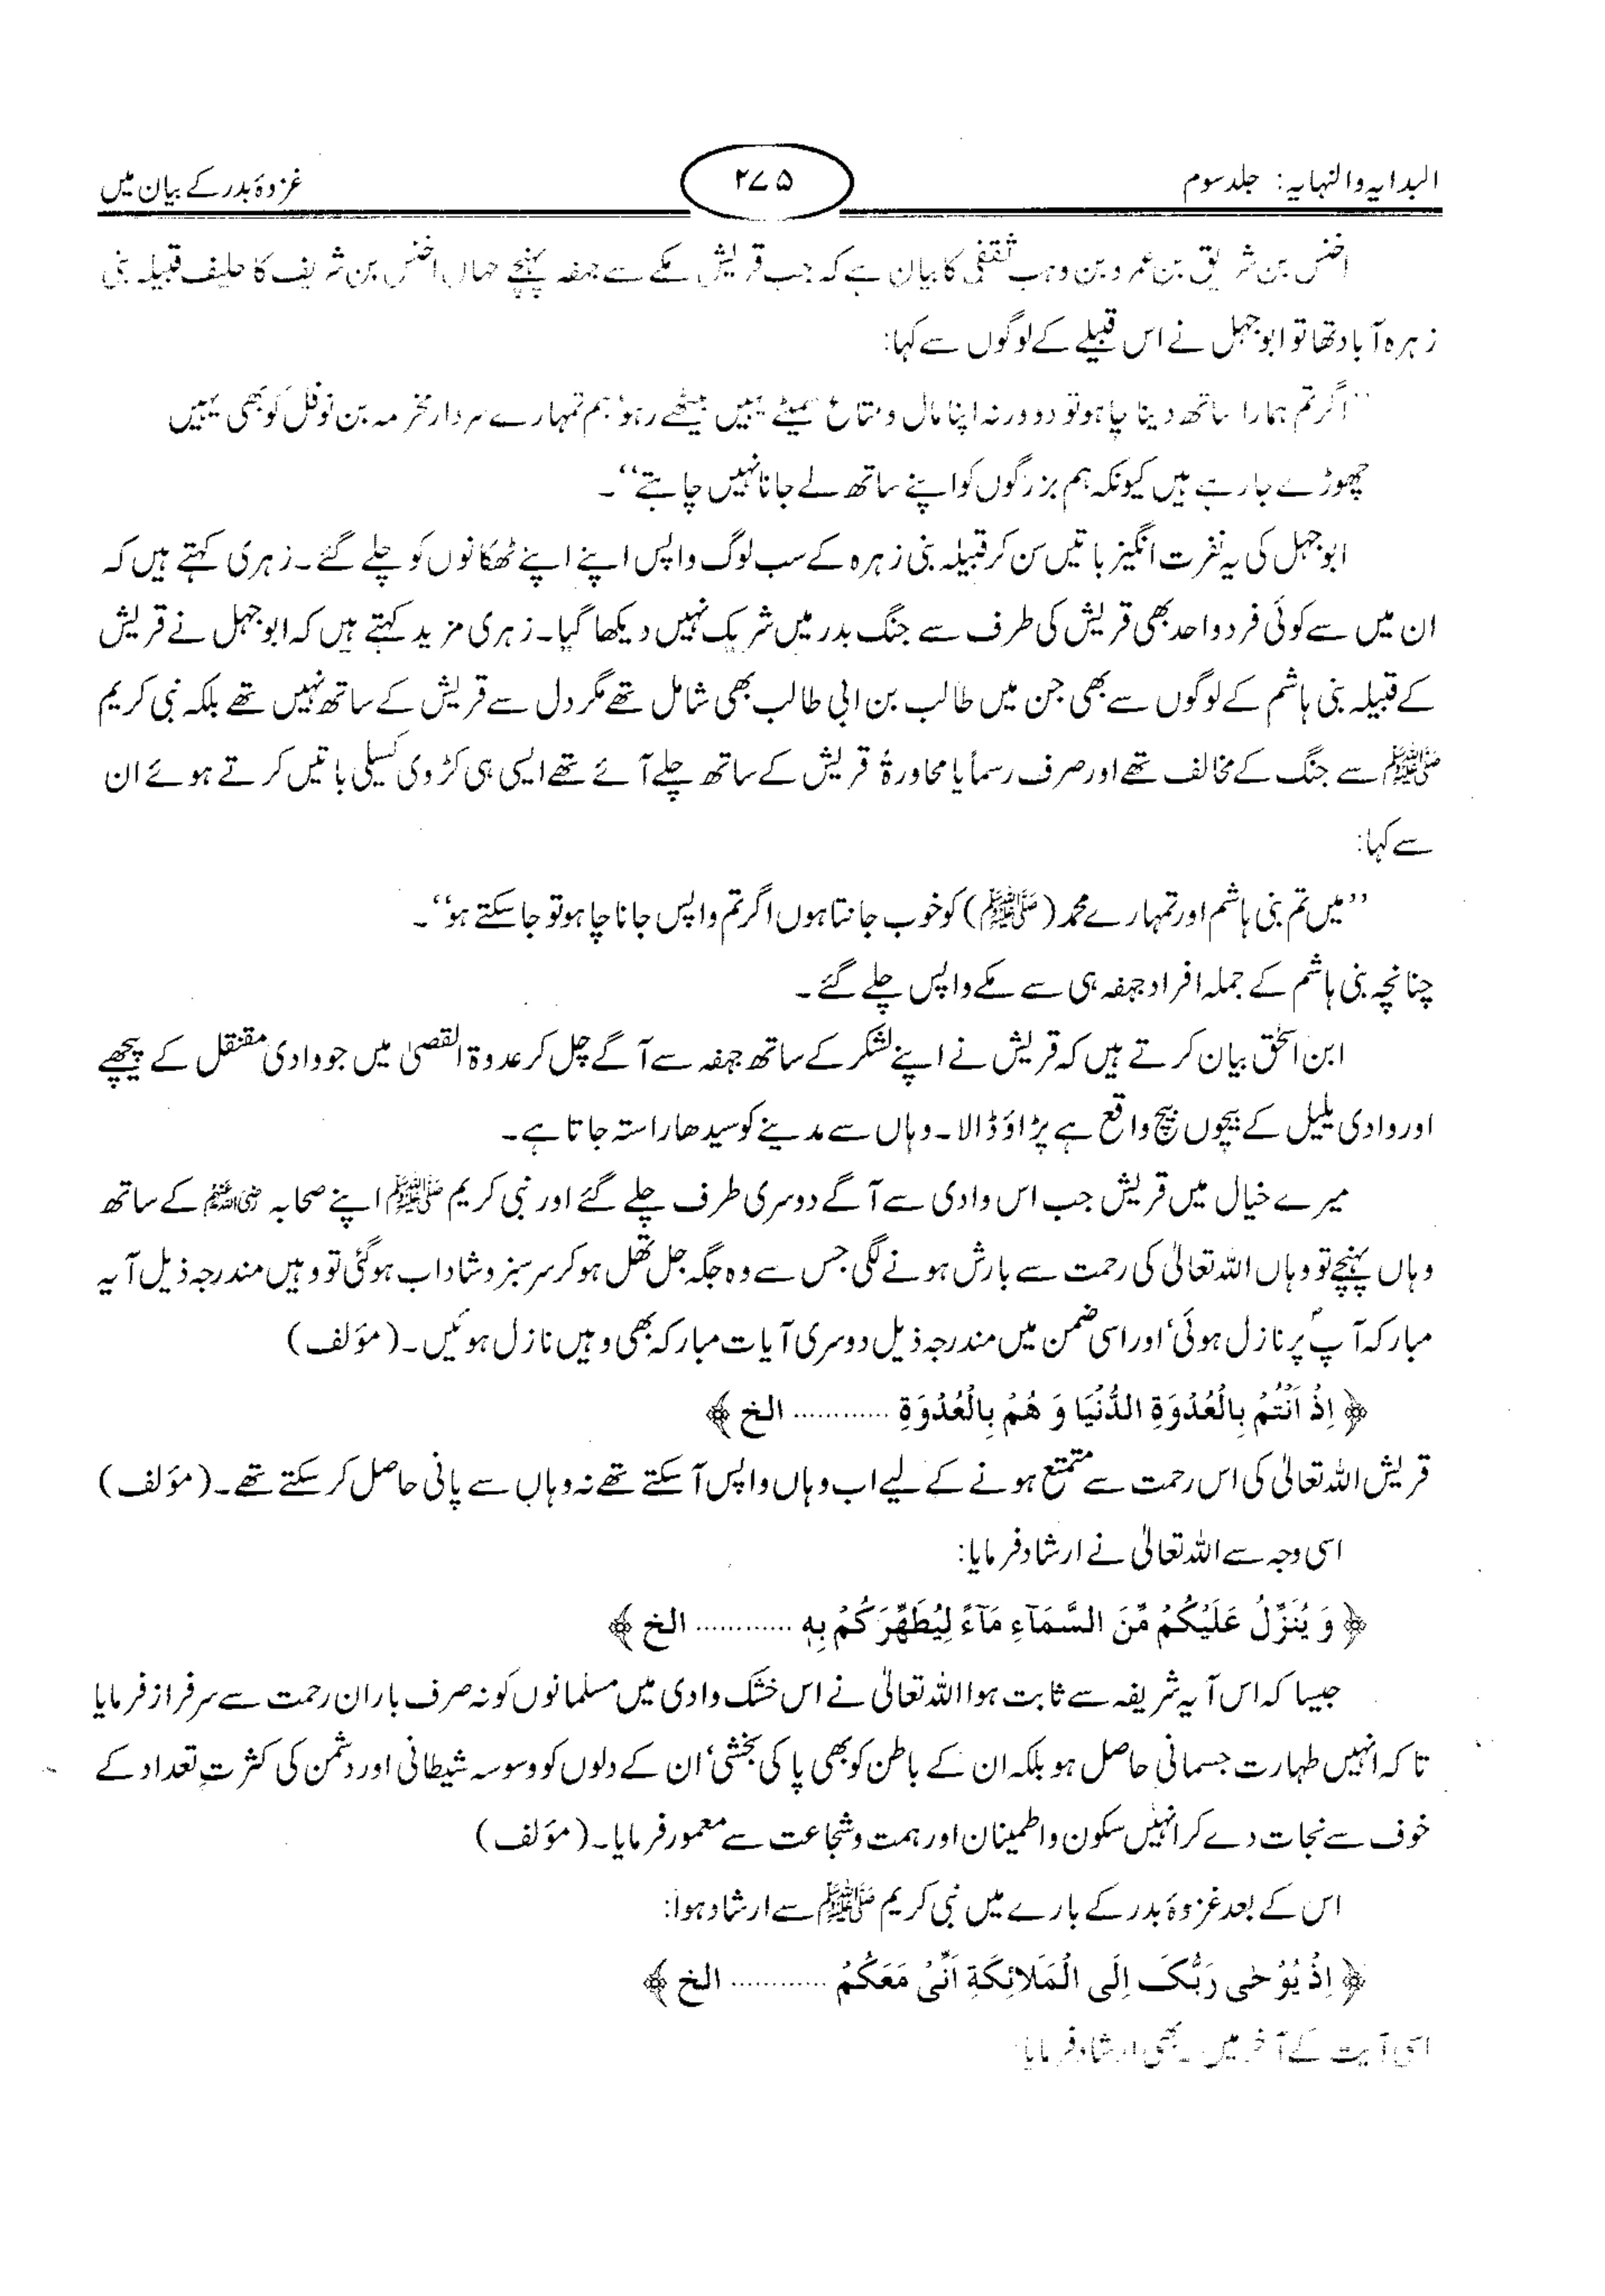 البدایہ والنہایہ: جلد سوم
۲۷۵
غزوۂ بدر کے بیان میں
اخنس بن شریق بن عمرو بن وہب ثقفی کا بیان ہے کہ جب قریش مکے سے جہفہ پہنچے جہاں اخنس بن شریف کا حلیف قبیلہ بنی
زہرہ آباد تھا تو ابوجہل نے اس قبیلے کے لوگوں سے کہا:
''اگر تم ہمارا ساتھ دینا چاہو تو دو ورنہ اپنا مال و متاع سمیٹے یہیں بیٹھے رہو' ہم تمہارے سردار مخرمہ بن نوفل کو بھی یہیں
چھوڑے جا رہے ہیں کیونکہ ہم بزرگوں کو اپنے ساتھ لے جانا نہیں چاہتے''۔
ابوجہل کی یہ نفرت انگیز باتیں سن کر قبیلہ بنی زہرہ کے سب لوگ واپس اپنے اپنے ٹھکانوں کو چلے گئے۔ زہری کہتے ہیں کہ
ان میں سے کوئی فرد واحد بھی قریش کی طرف سے جنگ بدر میں شریک نہیں دیکھا گیا۔ زہری مزید کہتے ہیں کہ ابوجہل نے قریش
کے قبیلہ بنی ہاشم کے لوگوں سے بھی جن میں طالب بن ابی طالب بھی شامل تھے مگر دل سے قریش کے ساتھ نہیں تھے بلکہ نبی کریم
ﷺ سے جنگ کے مخالف تھے اور صرف رسماً یا محاورۃً قریش کے ساتھ چلے آئے تھے ایسی ہی کڑوی کسیلی باتیں کرتے ہوئے ان
سے کہا:
''میں تم بنی ہاشم اور تمہارے محمد (ﷺ) کو خوب جانتا ہوں اگر تم واپس جانا چاہو تو جا سکتے ہو''۔
چنانچہ بنی ہاشم کے جملہ افراد جہفہ ہی سے مکے واپس چلے گئے۔
ابن اسحٰق بیان کرتے ہیں کہ قریش نے اپنے لشکر کے ساتھ جہفہ سے آگے چل کر عدوۃ القصیٰ میں جو وادی مقنقل کے پیچھے
اور وادی یلیل کے بیچوں بیچ واقع ہے پڑاؤ ڈالا۔ وہاں سے مدینے کو سیدھا راستہ جاتا ہے۔
میرے خیال میں قریش جب اس وادی سے آگے دوسری طرف چلے گئے اور نبی کریم ﷺ اپنے صحابہ رضی اللہ عنہم کے ساتھ
وہاں پہنچے تو وہاں اللہ تعالیٰ کی رحمت سے بارش ہونے لگی جس سے وہ جگہ جل تھل ہو کر سرسبز و شاداب ہو گئی تو وہیں مندرجہ ذیل آیہ
مبارکہ آپؐ پر نازل ہوئی' اور اسی ضمن میں مندرجہ ذیل دوسری آیات مبارکہ بھی وہیں نازل ہوئیں۔ (مؤلف)
﴿ اِذْ اَنْتُمْ بِالْعُدْوَةِ الدُّنْيَا وَ هُمْ بِالْعُدْوَةِ ............ الخ ﴾
قریش اللہ تعالیٰ کی اس رحمت سے متمتع ہونے کے لیے اب وہاں واپس آ سکتے تھے نہ وہاں سے پانی حاصل کر سکتے تھے۔ (مؤلف)
اسی وجہ سے اللہ تعالیٰ نے ارشاد فرمایا:
﴿ وَ يُنَزِّلُ عَلَيْكُمْ مِّنَ السَّمَآءِ مَآءً لِيُطَهِّرَكُمْ بِهٖ ............ الخ ﴾
جیسا کہ اس آیہ شریفہ سے ثابت ہوا اللہ تعالیٰ نے اس خشک وادی میں مسلمانوں کو نہ صرف باران رحمت سے سرفراز فرمایا
تا کہ انہیں طہارت جسمانی حاصل ہو بلکہ ان کے باطن کو بھی پاکی بخشی' ان کے دلوں کو وسوسہ شیطانی اور دشمن کی کثرتِ تعداد کے
خوف سے نجات دے کر انہیں سکون و اطمینان اور ہمت و شجاعت سے معمور فرمایا۔ (مؤلف)
اس کے بعد غزوۂ بدر کے بارے میں نبی کریم ﷺ سے ارشاد ہوا:
﴿ اِذْ يُوْحٰى رَبُّكَ اِلَى الْمَلَائِكَةِ اَنِّىْ مَعَكُمْ ............ الخ ﴾
اسی آیت کے آخر میں یہ بھی ارشاد فرمایا: